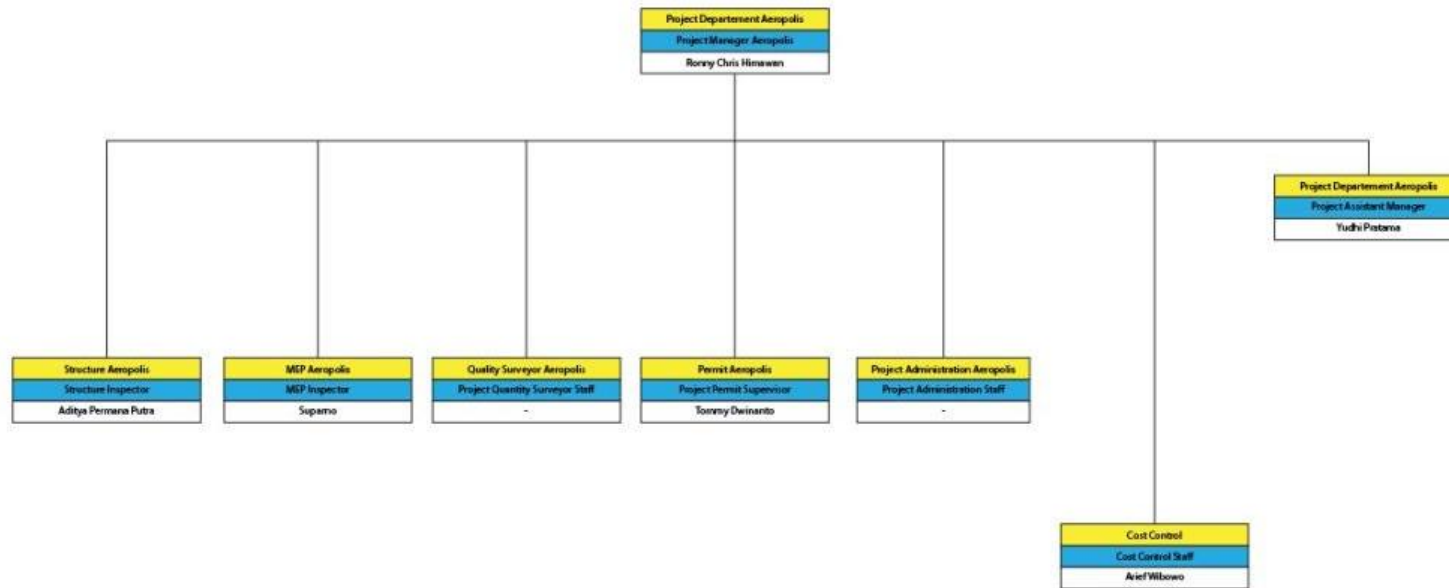 Project Departement Aeropolis
Project Manager Aeropolis
Ronny Chris Himawan
Project Departement Aeropolis
Project Assistant Manager
Yudhi Pratama
Structure Aeropolis
Structure Inspector
Aditya Permana Putra
MEP Aeropolis
MEP Inspector
Suparno
Quality Surveyor Aeropolis
Project Quantity Surveyor Staff
-
Permit Aeropolis
Project Permit Supervisor
Tommy Dwinanto
Project Administration Aeropolis
Project Administration Staff
-
Cost Control
Cost Control Staff
Arief Wibowo